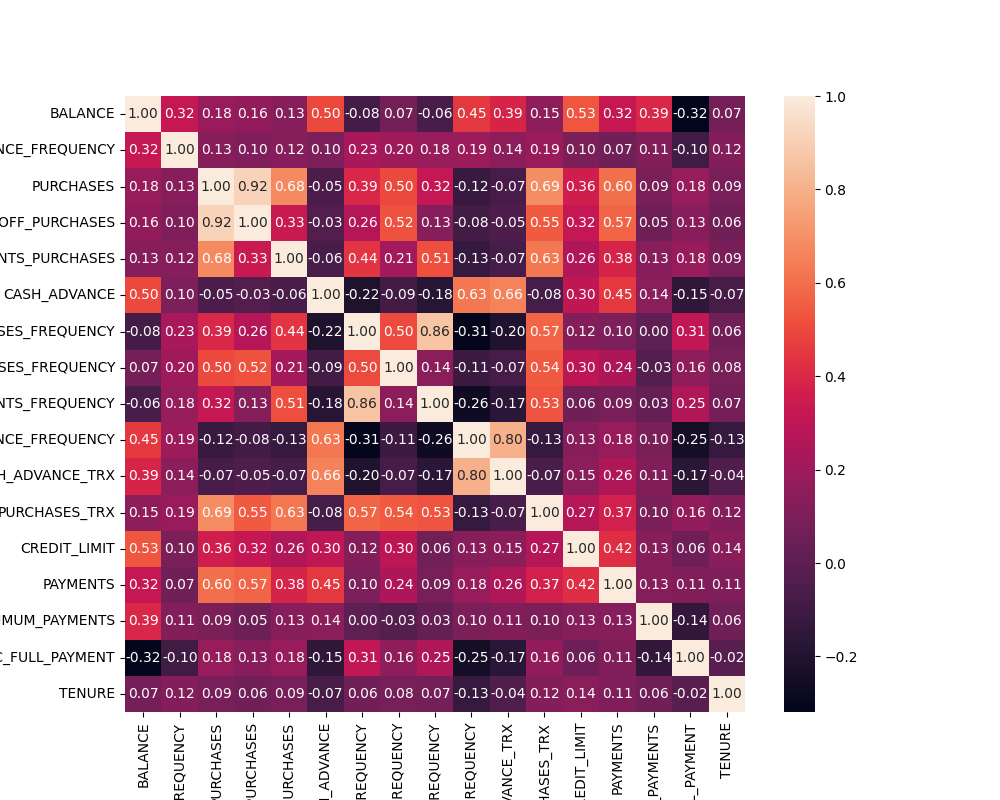 BALANCE 1.00 0.32 0.18 0.16 0.13 0.50 -0.08 0.07 -0.06 0.45 0.39 0.15 0.53 0.32 0.39 -0.32 0.07
NCE_FREQUENCY 0.32 1.00 0.13 0.10 0.12 0.10 0.23 0.20 0.18 0.19 0.14 0.19 0.10 0.07 0.11 -0.10 0.12
PURCHASES 0.18 0.13 1.00 0.92 0.68 -0.05 0.39 0.50 0.32 -0.12 -0.07 0.69 0.36 0.60 0.09 0.18 0.09
OFF_PURCHASES 0.16 0.10 0.92 1.00 0.33 -0.03 0.26 0.52 0.13 -0.08 -0.05 0.55 0.32 0.57 0.05 0.13 0.06
NTS_PURCHASES 0.13 0.12 0.68 0.33 1.00 -0.06 0.44 0.21 0.51 -0.13 -0.07 0.63 0.26 0.38 0.13 0.18 0.09
CASH_ADVANCE 0.50 0.10 -0.05 -0.03 -0.06 1.00 -0.22 -0.09 -0.18 0.63 0.66 -0.08 0.30 0.45 0.14 -0.15 -0.07
SES_FREQUENCY -0.08 0.23 0.39 0.26 0.44 -0.22 1.00 0.50 0.86 -0.31 -0.20 0.57 0.12 0.10 0.00 0.31 0.06
SES_FREQUENCY 0.07 0.20 0.50 0.52 0.21 -0.09 0.50 1.00 0.14 -0.11 -0.07 0.54 0.30 0.24 -0.03 0.16 0.08
NTS_FREQUENCY -0.06 0.18 0.32 0.13 0.51 -0.18 0.86 0.14 1.00 -0.26 -0.17 0.53 0.06 0.09 0.03 0.25 0.07
NCE_FREQUENCY 0.45 0.19 -0.12 -0.08 -0.13 0.63 -0.31 -0.11 -0.26 1.00 0.80 -0.13 0.13 0.18 0.10 -0.25 -0.13
H_ADVANCE_TRX 0.39 0.14 -0.07 -0.05 -0.07 0.66 -0.20 -0.07 -0.17 0.80 1.00 -0.07 0.15 0.26 0.11 -0.17 -0.04
PURCHASES_TRX 0.15 0.19 0.69 0.55 0.63 -0.08 0.57 0.54 0.53 -0.13 -0.07 1.00 0.27 0.37 0.10 0.16 0.12
CREDIT_LIMIT 0.53 0.10 0.36 0.32 0.26 0.30 0.12 0.30 0.06 0.13 0.15 0.27 1.00 0.42 0.13 0.06 0.14
PAYMENTS 0.32 0.07 0.60 0.57 0.38 0.45 0.10 0.24 0.09 0.18 0.26 0.37 0.42 1.00 0.13 0.11 0.11
MUM_PAYMENTS 0.39 0.11 0.09 0.05 0.13 0.14 0.00 -0.03 0.03 0.10 0.11 0.10 0.13 0.13 1.00 -0.14 0.06
C_FULL_PAYMENT -0.32 -0.10 0.18 0.13 0.18 -0.15 0.31 0.16 0.25 -0.25 -0.17 0.16 0.06 0.11 -0.14 1.00 -0.02
TENURE 0.07 0.12 0.09 0.06 0.09 -0.07 0.06 0.08 0.07 -0.13 -0.04 0.12 0.14 0.11 0.06 -0.02 1.00
BALANCE
REQUENCY
PURCHASES
PURCHASES
PURCHASES
H_ADVANCE
REQUENCY
REQUENCY
REQUENCY
REQUENCY
VANCE_TRX
HASES_TRX
EDIT_LIMIT
PAYMENTS
_PAYMENTS
L_PAYMENT
TENURE
1.0
0.8
0.6
0.4
0.2
0.0
−0.2